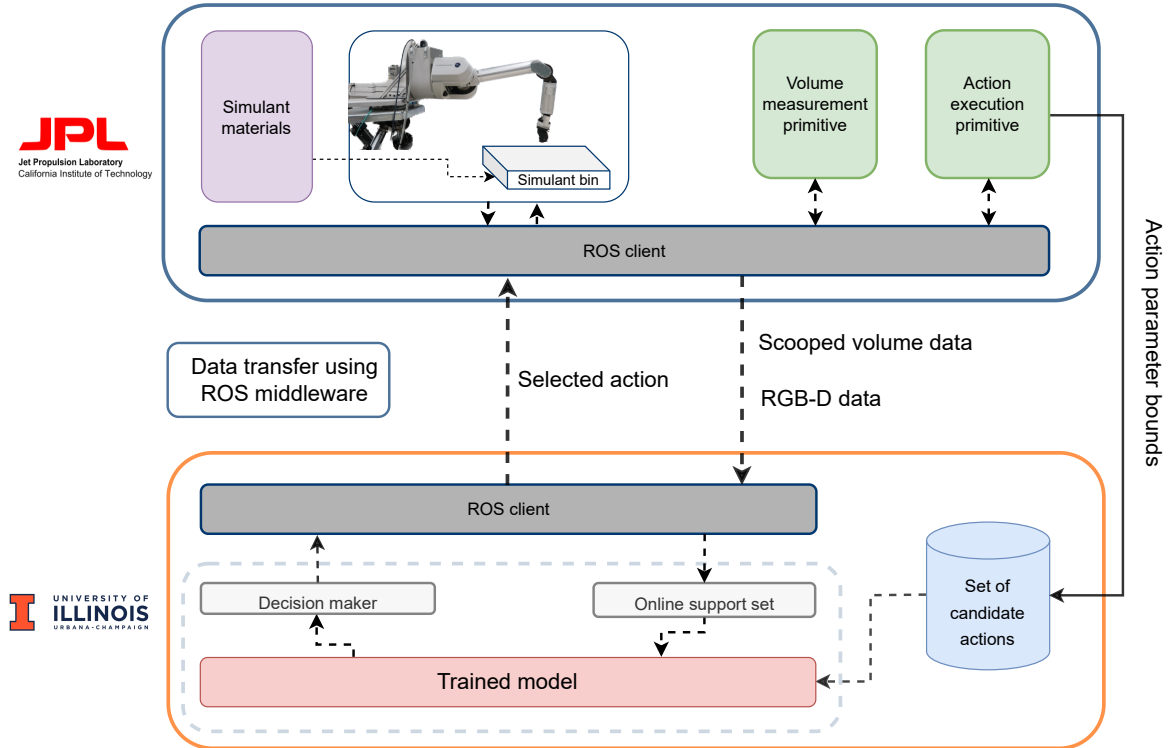 Simulant
materials
Volume
measurement
primitive
Action
execution
primitive
JPL
Jet Propulsion Laboratory
California Institute of Technology
Simulant bin
ROS client
Action parameter bounds
Data transfer using
ROS middleware
Selected action
Scooped volume data
RGB-D data
ROS client
UNIVERSITY OF
ILLINOIS
URBANA-CHAMPAIGN
Decision maker
Online support set
Set of
candidate
actions
Trained model